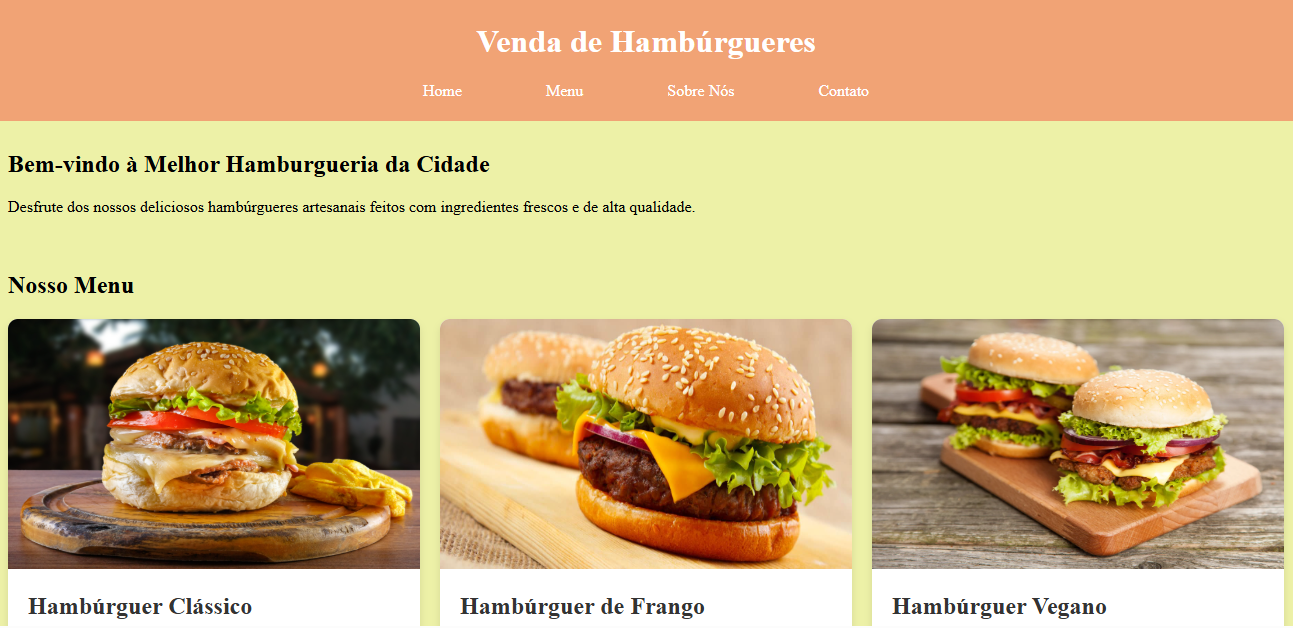 Venda de Hambúrgueres
Home Menu Sobre Nós Contato
Bem-vindo à Melhor Hamburgueria da Cidade
Desfrute dos nossos deliciosos hambúrgueres artesanais feitos com ingredientes frescos e de alta qualidade.
Nosso Menu
Hambúrguer Clássico
Hambúrguer de Frango
Hambúrguer Vegano